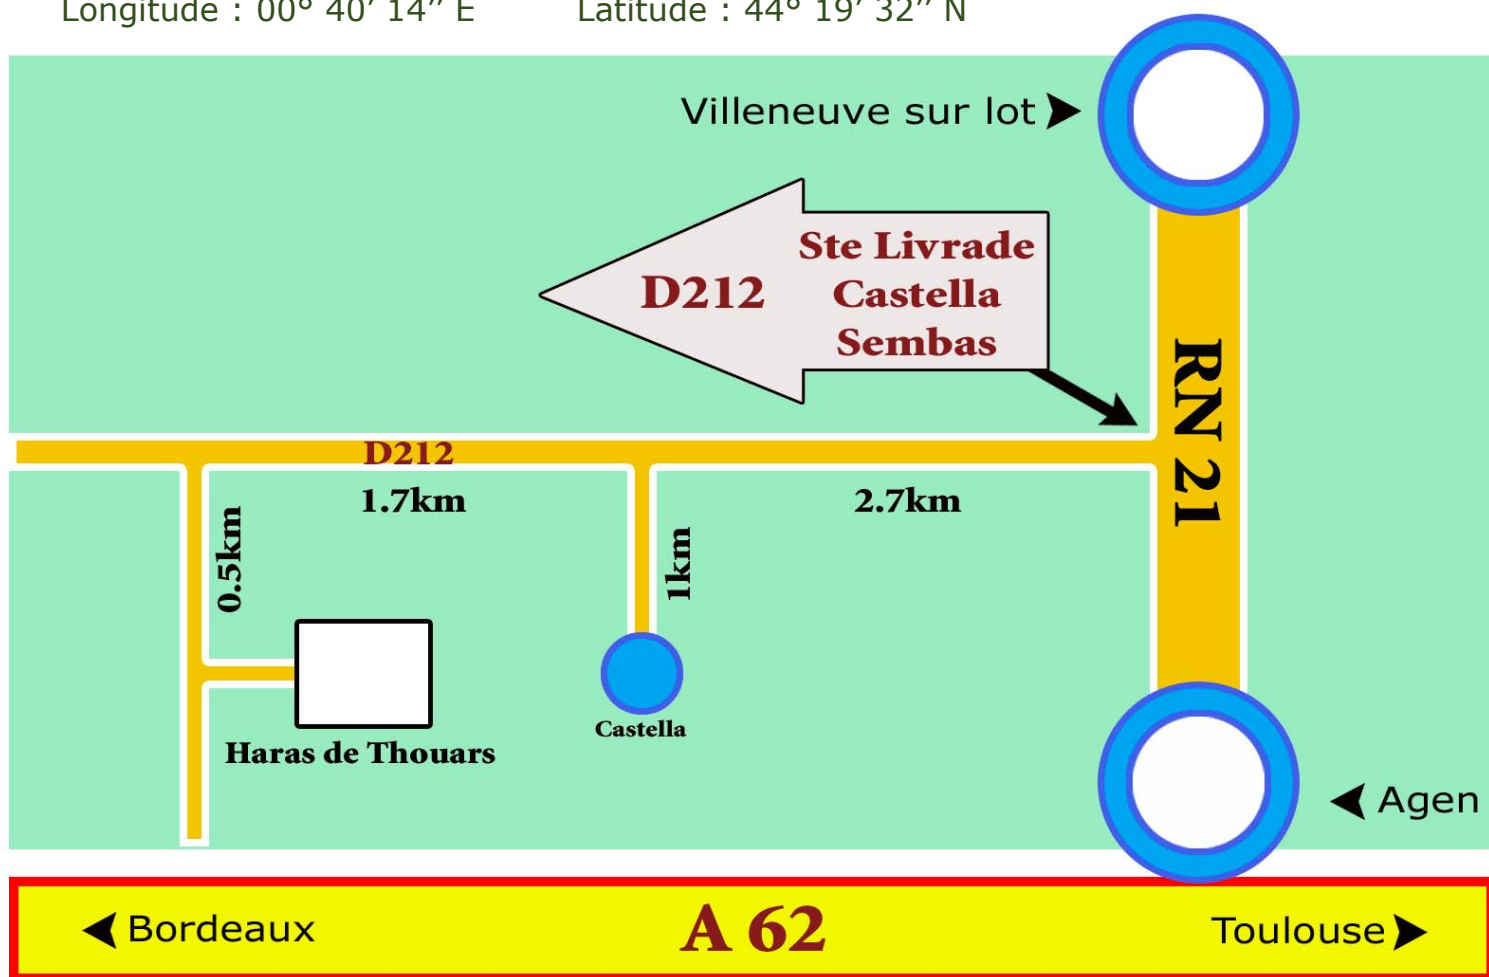 Longitude : 00° 40’ 14’’ E Latitude : 44° 19’ 32’’ N
Villeneuve sur lot
Ste Livrade
D212 Castella
Sembas
RN 21
D212
1.7km 2.7km
0.5km
1km
Castella
Haras de Thouars
Agen
Bordeaux A 62 Toulouse